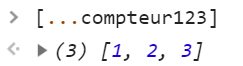 > [...compteur123]
<· ▶ (3) [1, 2, 3]